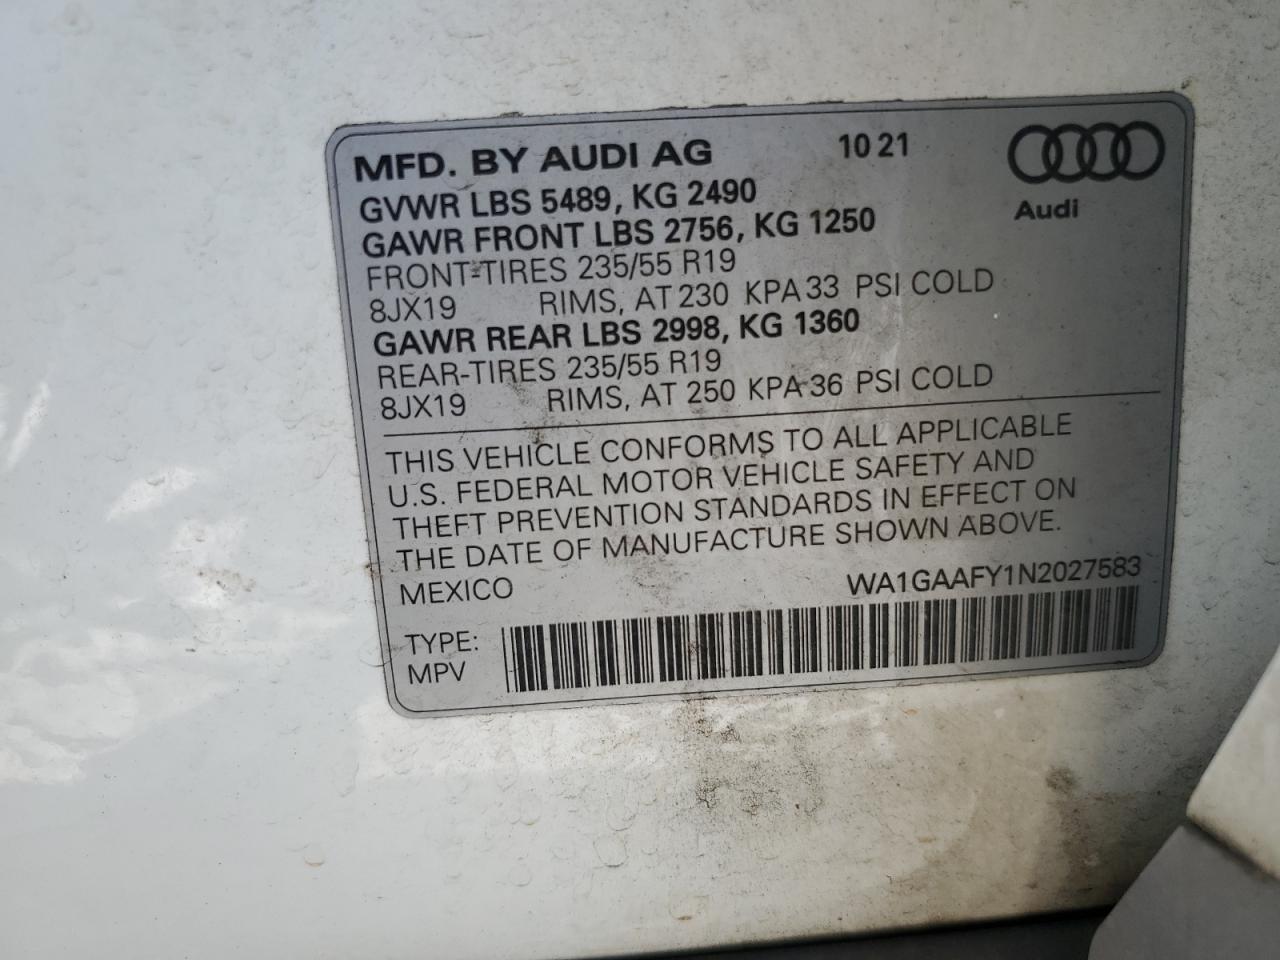 MFD. BY AUDI AG 10 21
Audi
GVWR LBS 5489, KG 2490
GAWR FRONT LBS 2756, KG 1250
FRONT-TIRES 235/55 R19
8JX19 RIMS, AT 230 KPA 33 PSI COLD
GAWR REAR LBS 2998, KG 1360
REAR-TIRES 235/55 R19
8JX19 RIMS, AT 250 KPA 36 PSI COLD
THIS VEHICLE CONFORMS TO ALL APPLICABLE
U.S. FEDERAL MOTOR VEHICLE SAFETY AND
THEFT PREVENTION STANDARDS IN EFFECT ON
THE DATE OF MANUFACTURE SHOWN ABOVE.
MEXICO WA1GAAFY1N2027583
TYPE:
MPV